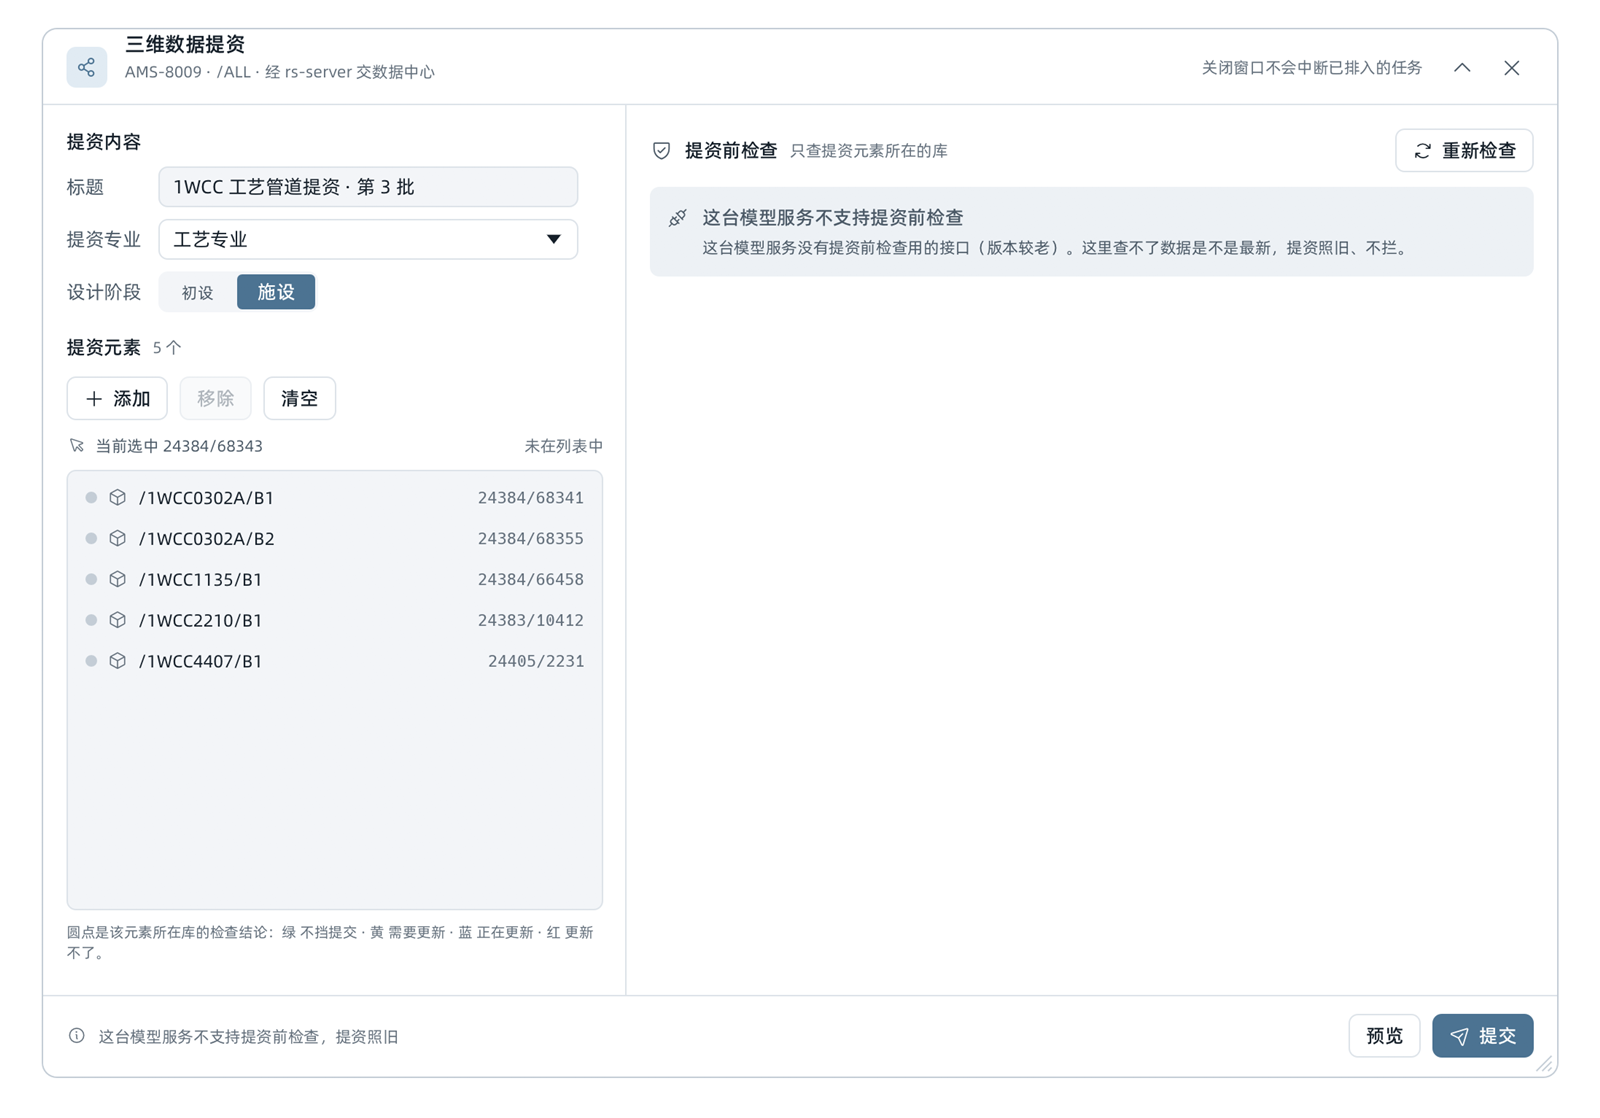 三维数据提资
AMS-8009 · /ALL · 经 rs-server 交数据中心
关闭窗口不会中断已排入的任务
提资内容
标题
1WCC 工艺管道提资 · 第 3 批
提资专业
工艺专业
设计阶段
初设
施设
提资元素 5 个
添加
移除
清空
当前选中 24384/68343
未在列表中
/1WCC0302A/B1 24384/68341
/1WCC0302A/B2 24384/68355
/1WCC1135/B1 24384/66458
/1WCC2210/B1 24383/10412
/1WCC4407/B1 24405/2231
圆点是该元素所在库的检查结论：绿 不挡提交 · 黄 需要更新 · 蓝 正在更新 · 红 更新
不了。
提资前检查 只查提资元素所在的库
重新检查
这台模型服务不支持提资前检查
这台模型服务没有提资前检查用的接口（版本较老）。这里查不了数据是不是最新，提资照旧、不拦。
这台模型服务不支持提资前检查，提资照旧
预览
提交